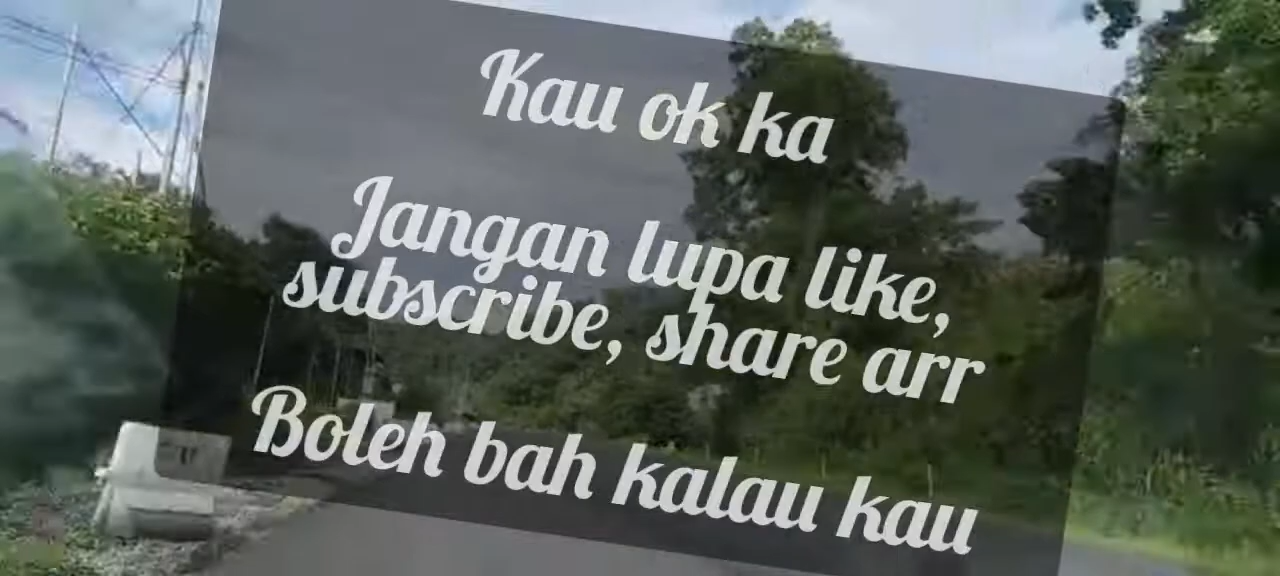 Kau ok ka
Jangan lupa like,
subscribe, share arr
Boleh bah kalau kau